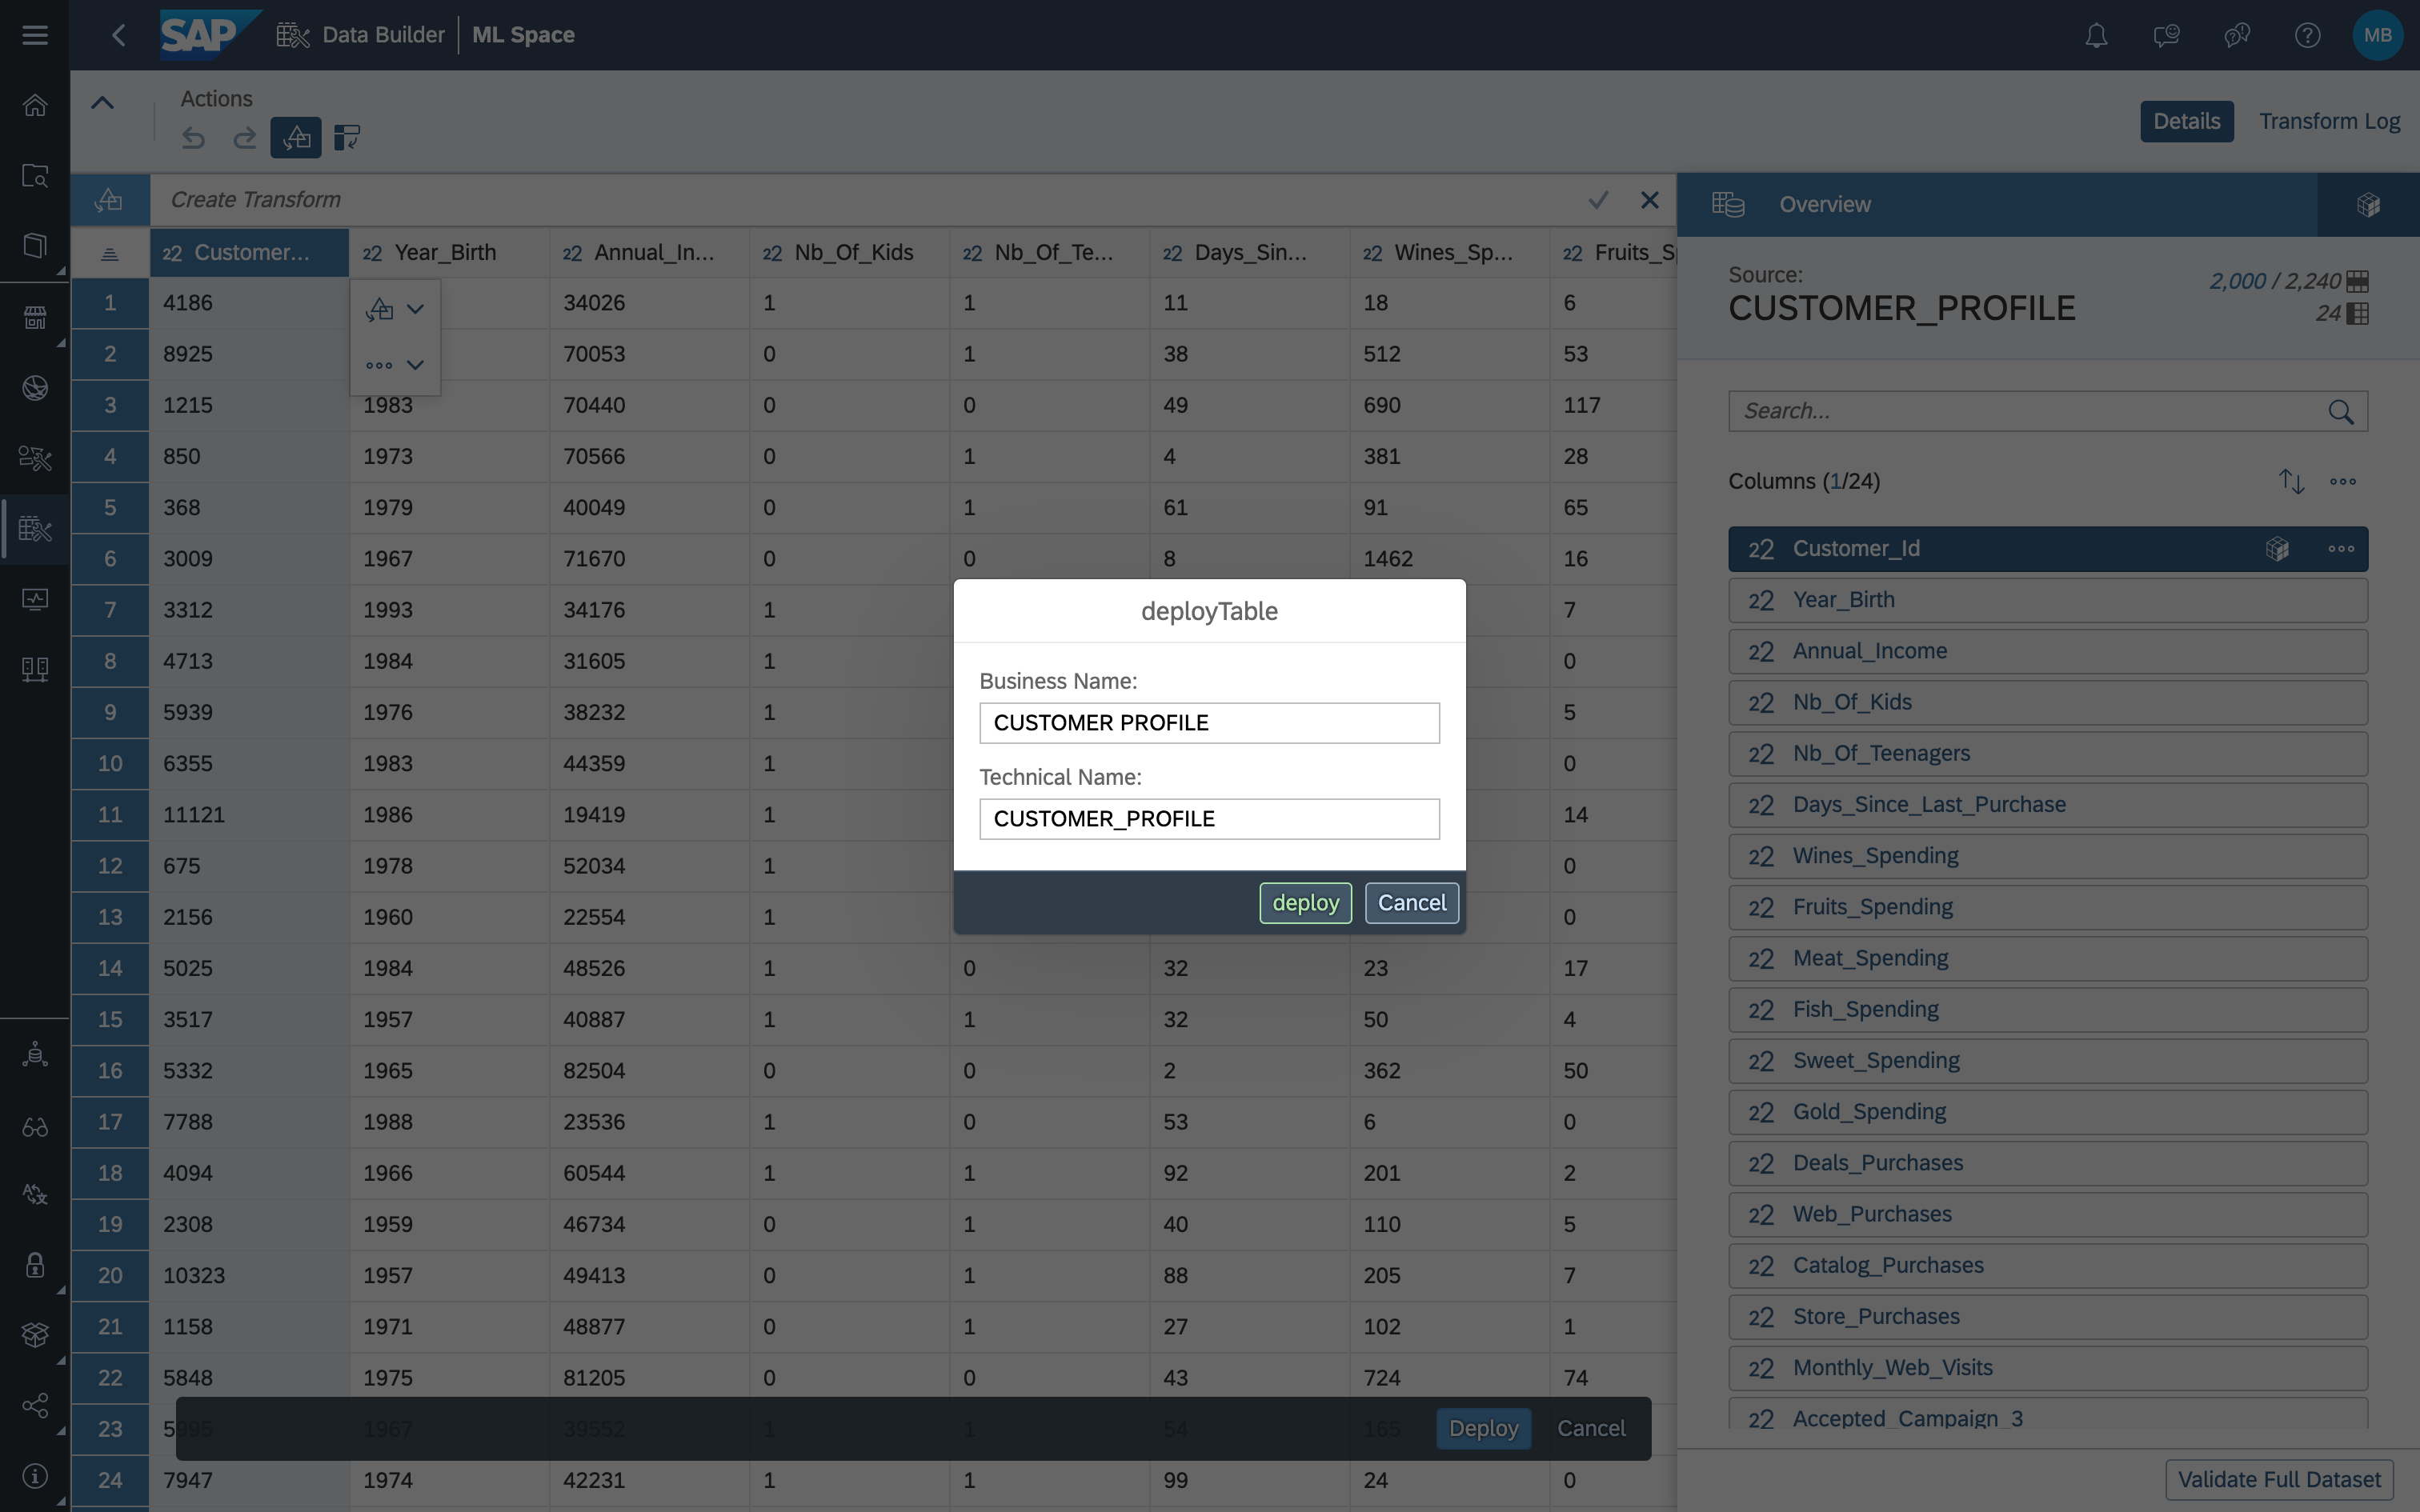 SAP Data Builder ML Space MB
Actions
Details Transform Log
Create Transform
Customer... Year_Birth Annual_In... Nb_Of_Kids Nb_Of_Te... Days_Sin... Wines_Sp... Fruits_Sp
1 4186 34026 1 1 11 18 6
2 8925 70053 0 1 38 512 53
3 1215 1983 70440 0 0 49 690 117
4 850 1973 70566 0 1 4 381 28
5 368 1979 40049 0 1 61 91 65
6 3009 1967 71670 0 0 8 1462 16
7 3312 1993 34176 1 7
8 4713 1984 31605 1 0
9 5939 1976 38232 1 5
10 6355 1983 44359 1 0
11 11121 1986 19419 1 14
12 675 1978 52034 1 0
13 2156 1960 22554 1 0
14 5025 1984 48526 1 0 32 23 17
15 3517 1957 40887 1 1 32 50 4
16 5332 1965 82504 0 0 2 362 50
17 7788 1988 23536 1 0 53 6 0
18 4094 1966 60544 1 1 92 201 2
19 2308 1959 46734 0 1 40 110 5
20 10323 1957 49413 0 1 88 205 7
21 1158 1971 48877 0 1 27 102 1
22 5848 1975 81205 0 0 43 724 74
23 5995 1967 39552 1 1 54 165
Deploy Cancel
24 7947 1974 42231 1 1 99 24 0
deployTable
Business Name:
CUSTOMER PROFILE
Technical Name:
CUSTOMER_PROFILE
deploy Cancel
Overview
Source:
CUSTOMER_PROFILE
2,000 / 2,240
24
Search...
Columns (1/24)
Customer_Id
Year_Birth
Annual_Income
Nb_Of_Kids
Nb_Of_Teenagers
Days_Since_Last_Purchase
Wines_Spending
Fruits_Spending
Meat_Spending
Fish_Spending
Sweet_Spending
Gold_Spending
Deals_Purchases
Web_Purchases
Catalog_Purchases
Store_Purchases
Monthly_Web_Visits
Accepted_Campaign_3
Validate Full Dataset